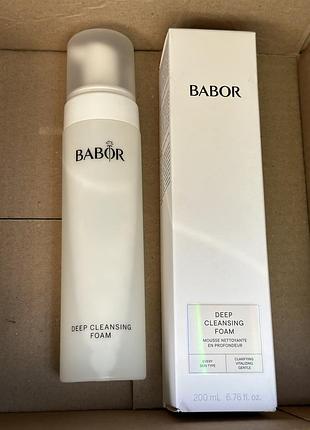 BABOR
DEEP CLEANSING
FOAM
BABOR
DEEP
CLEANSING
FOAM
MOUSSE NETTOYANTE
EN PROFONDEUR
EVERY
SKIN TYPE
CLARIFYING
VITALIZING
GENTLE
200 mL 6.76 fl. oz.